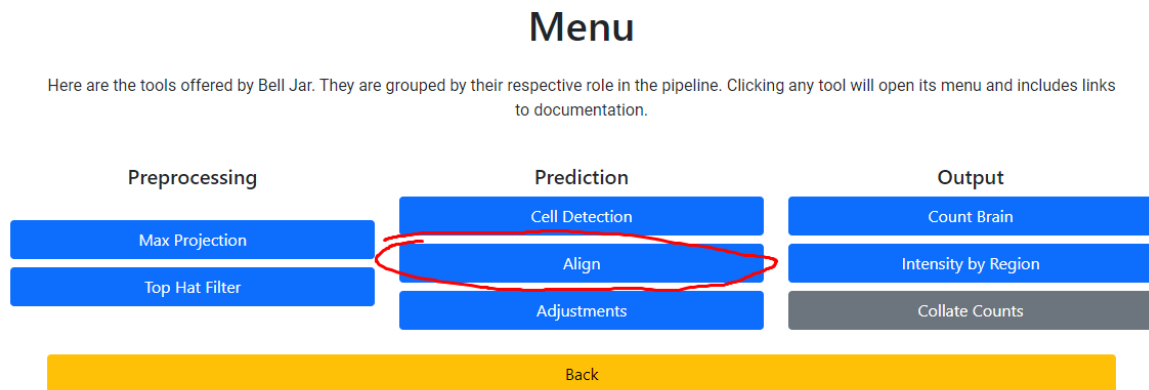 Menu
Here are the tools offered by Bell Jar. They are grouped by their respective role in the pipeline. Clicking any tool will open its menu and includes links
to documentation.
Preprocessing
Max Projection
Top Hat Filter
Prediction
Cell Detection
Align
Adjustments
Output
Count Brain
Intensity by Region
Collate Counts
Back